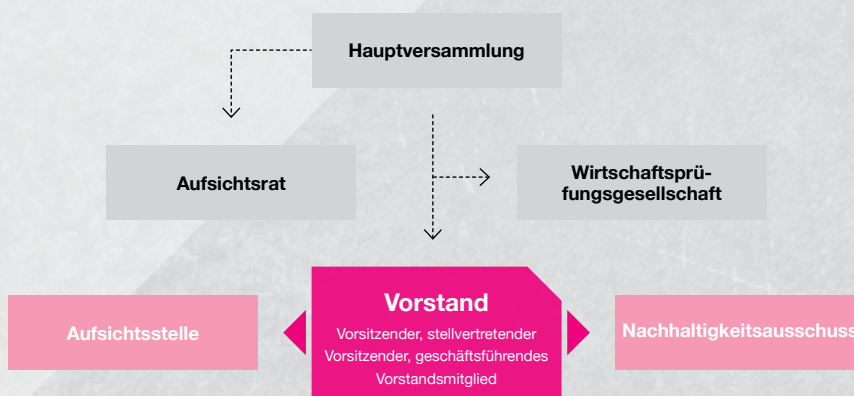 Hauptversammlung
Aufsichtsrat
Wirtschaftsprü-
fungsgesellschaft
Aufsichtsstelle
Vorstand
Vorsitzender, stellvertretender
Vorsitzender, geschäftsführendes
Vorstandsmitglied
Nachhaltigkeitsausschuss